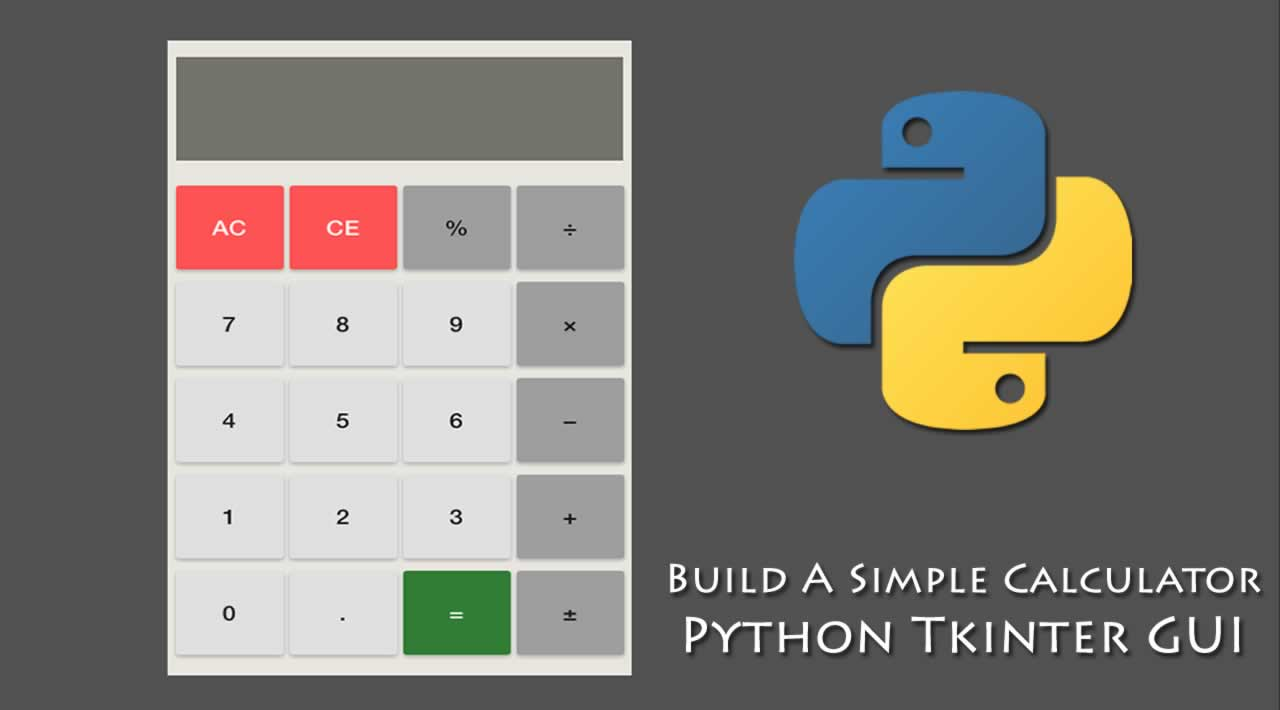 AC CE % ÷
7 8 9 ×
4 5 6 −
1 2 3 +
0 . = ±
Build A Simple Calculator
Python Tkinter GUI